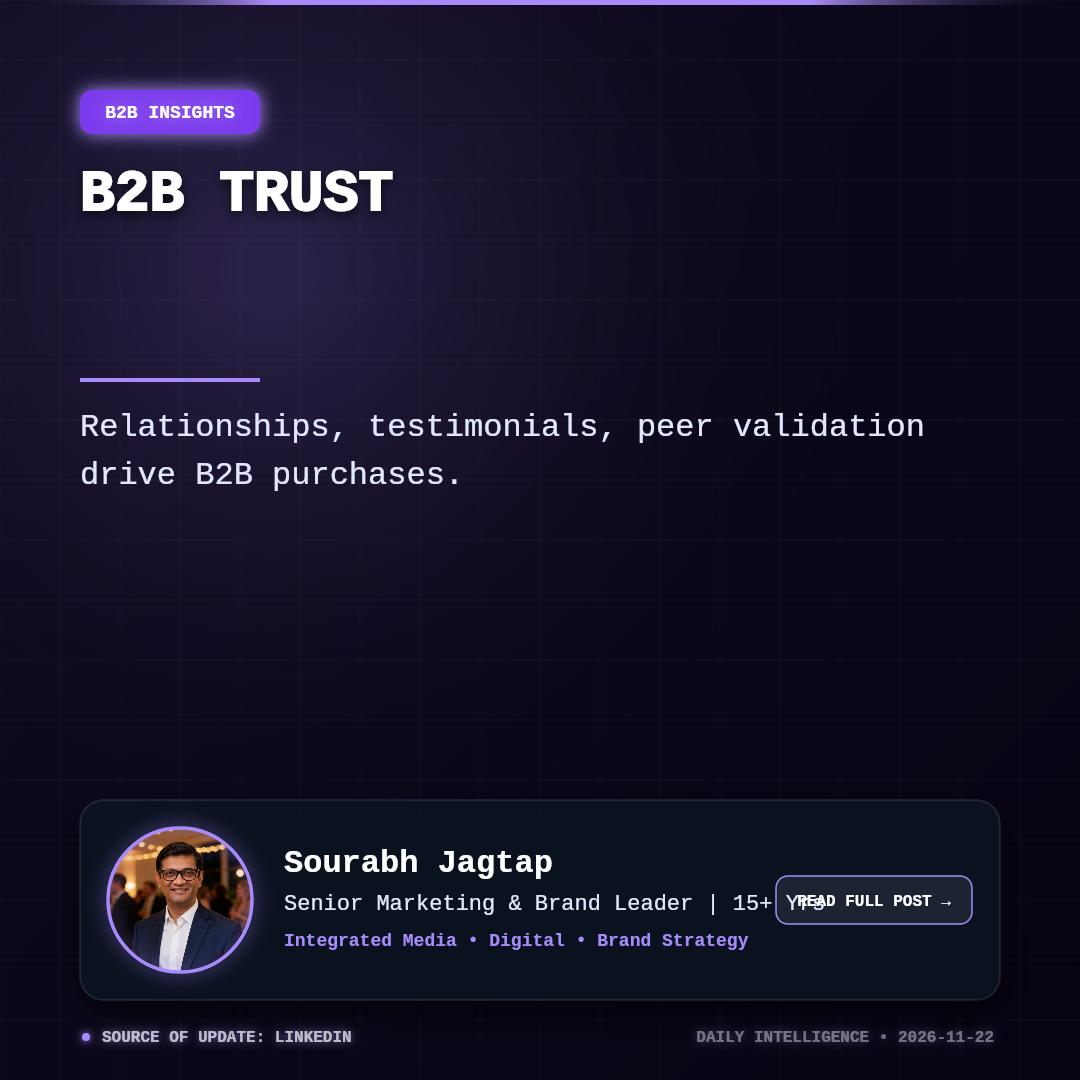 B2B INSIGHTS
B2B TRUST
Relationships, testimonials, peer validation
drive B2B purchases.
Sourabh Jagtap
Senior Marketing & Brand Leader | 15+ Yrs
READ FULL POST →
Integrated Media • Digital • Brand Strategy
SOURCE OF UPDATE: LINKEDIN
DAILY INTELLIGENCE • 2026-11-22